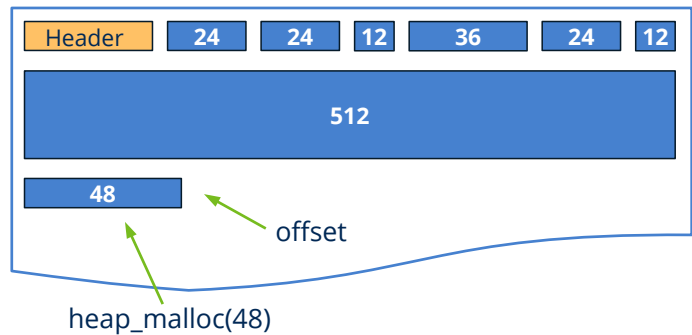 Header 24 24 12 36 24 12
512
48
offset
heap_malloc(48)